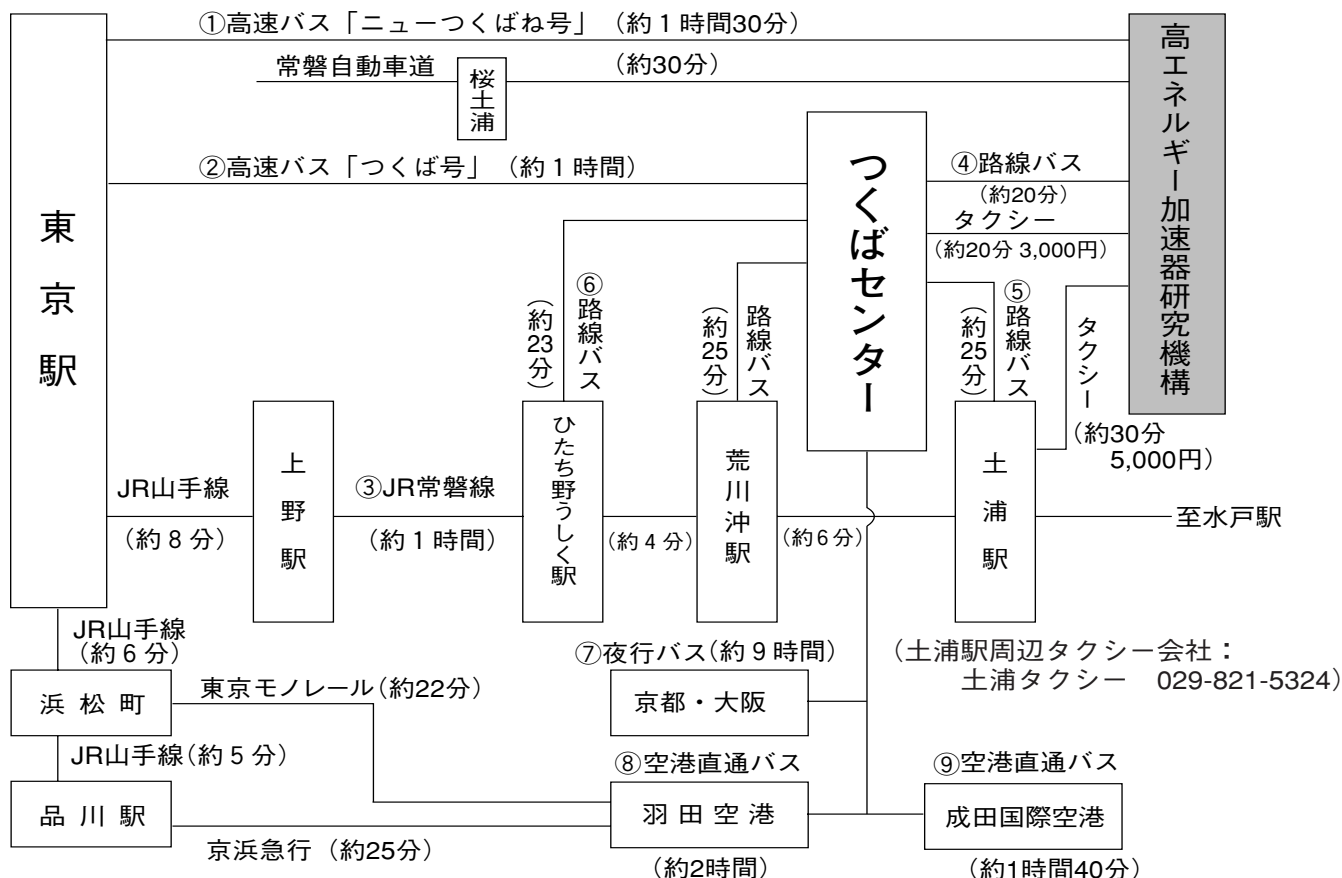 ①高速バス「ニューつくばね号」（約１時間30分）
常磐自動車道
桜土浦
（約30分）
高エネルギー加速器研究機構
②高速バス「つくば号」（約１時間）
東京駅
つくばセンター
④路線バス
（約20分）
タクシー
（約20分 3,000円）
⑥路線バス
（約23分）
路線バス
（約25分）
⑤路線バス
（約25分）
タクシー
（約30分
5,000円）
JR山手線
（約８分）
上野駅
③JR常磐線
（約１時間）
ひたち野うしく駅
（約４分）
荒川沖駅
（約６分）
土浦駅
至水戸駅
JR山手線
（約６分）
浜松町
東京モノレール（約22分）
JR山手線（約５分）
品川駅
京浜急行（約25分）
⑦夜行バス（約９時間）
京都・大阪
（土浦駅周辺タクシー会社：
土浦タクシー　029-821-5324）
⑧空港直通バス
羽田空港
（約2時間）
⑨空港直通バス
成田国際空港
（約1時間40分）